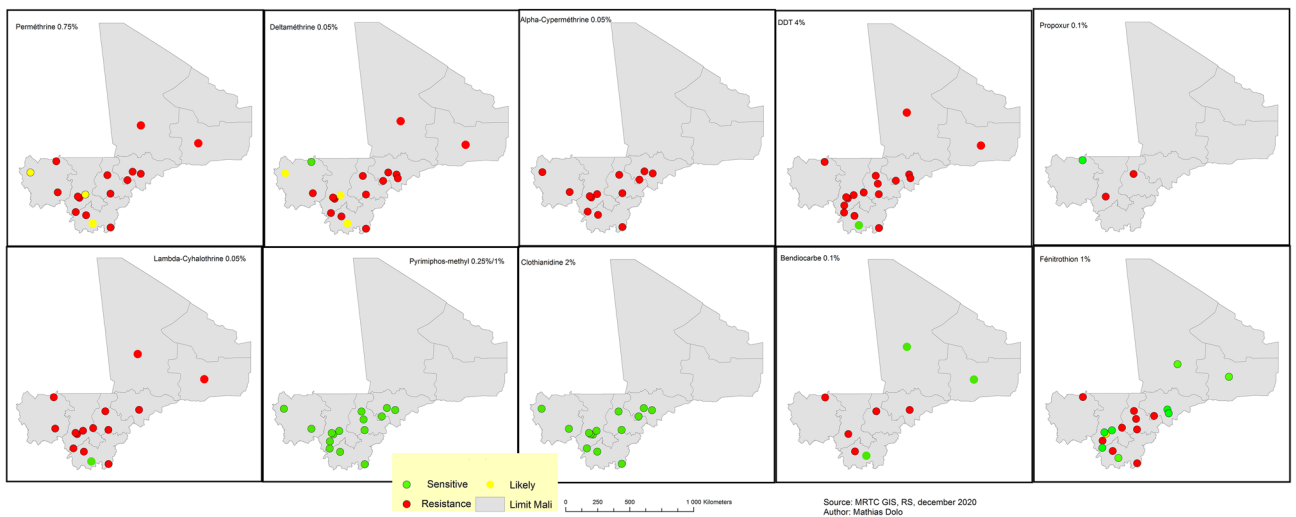 Perméthrine 0.75%
Deltaméthrine 0.05%
Alpha-Cyperméthrine 0.05%
DDT 4%
Propoxur 0.1%
Lambda-Cyhalothrine 0.05%
Pyrimiphos-methyl 0.25%/1%
Clothianidine 2%
Bendiocarbe 0.1%
Fénitrothion 1%
Sensitive
Likely
Resistance
Limit Mali
0 250 500 1 000 Kilometers
Source: MRTC GIS, RS, december 2020
Author: Mathias Dolo